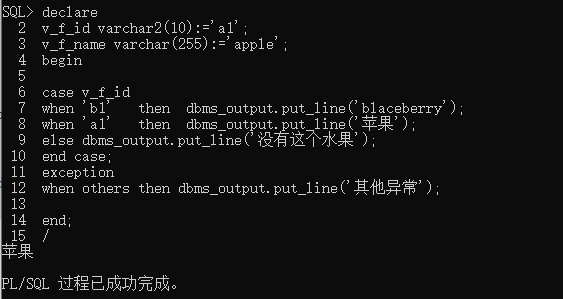 SQL> declare
2 v_f_id varchar2(10):='a1';
3 v_f_name varchar(255):='apple';
4 begin
5
6 case v_f_id
7 when 'b1' then dbms_output.put_line('blaceberry');
8 when 'a1' then dbms_output.put_line('苹果');
9 else dbms_output.put_line('没有这个水果');
10 end case;
11 exception
12 when others then dbms_output.put_line('其他异常');
13
14 end;
15 /
苹果
PL/SQL 过程已成功完成。